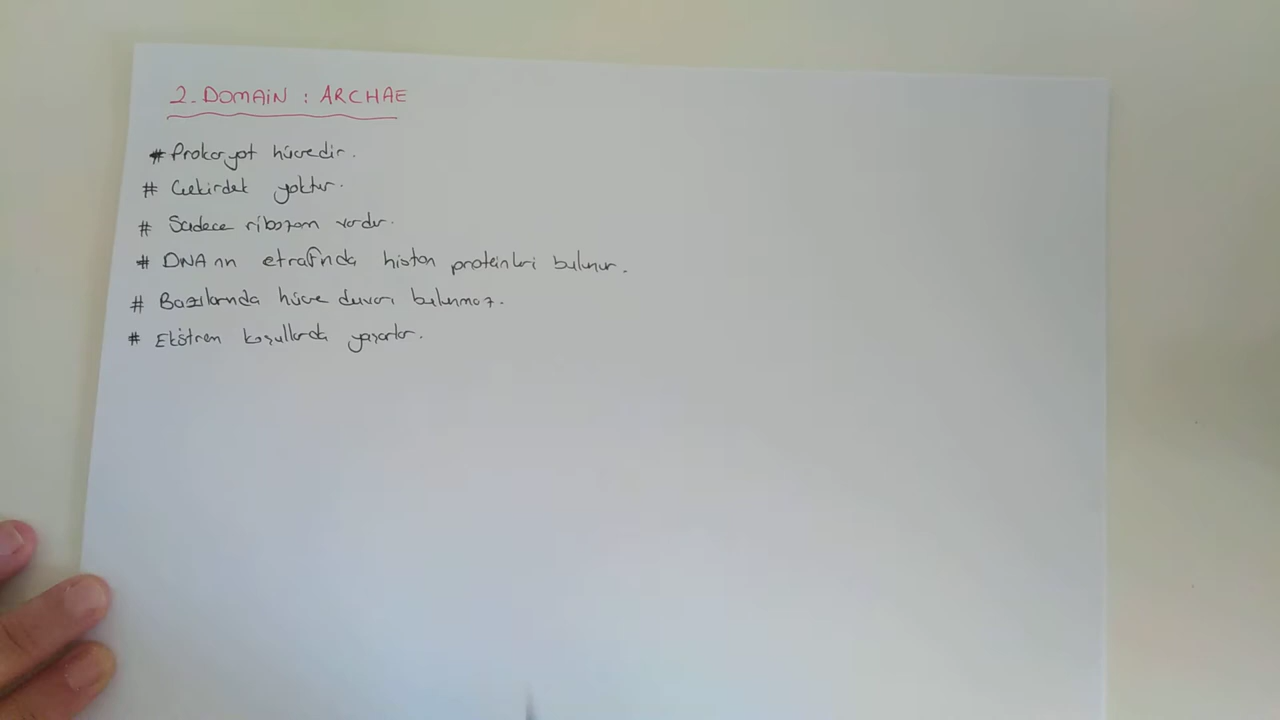 2. DOMAİN : ARCHAE
# Prokaryot hücredir.
# Çekirdek yoktur.
# Sadece ribozom vardır.
# DNA nın etrafında histon proteinleri bulunur.
# Bazılarında hücre duvarı bulunmaz.
# Ekstrem koşullarda yaşarlar.